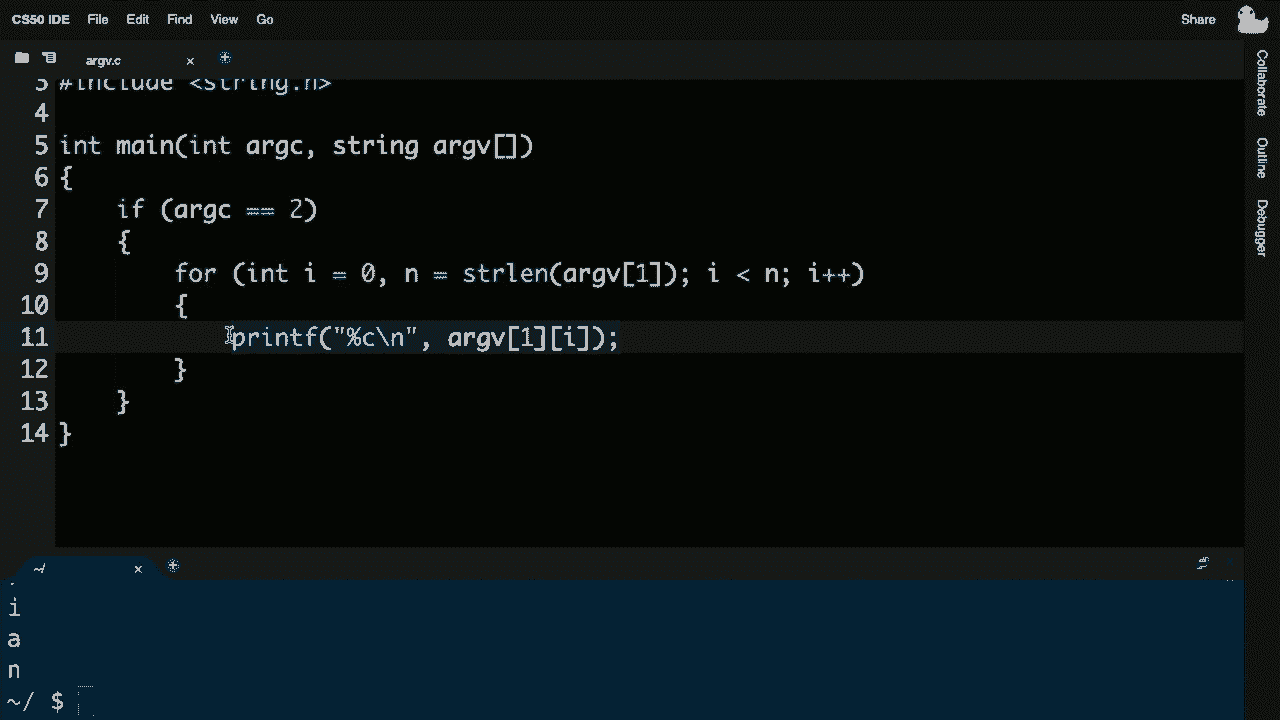 CS50 IDE File Edit Find View Go Share
argv.c ×
3 #include <string.h>
4
5 int main(int argc, string argv[])
6 {
7 if (argc == 2)
8 {
9 for (int i = 0, n = strlen(argv[1]); i < n; i++)
10 {
11 printf("%c\n", argv[1][i]);
12 }
13 }
14 }
Collaborate
Outline
Debugger
~/ ×
i
a
n
~/ $